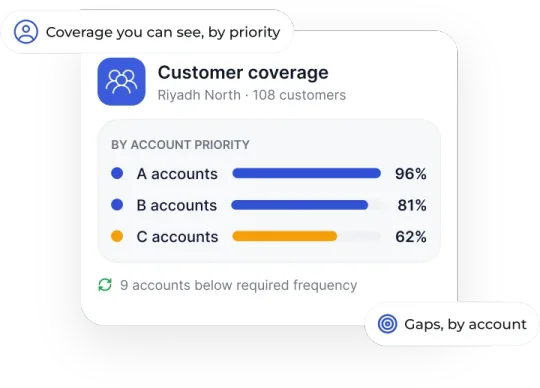 Coverage you can see, by priority
Customer coverage
Riyadh North · 108 customers
BY ACCOUNT PRIORITY
A accounts 96%
B accounts 81%
C accounts 62%
9 accounts below required frequency
Gaps, by account